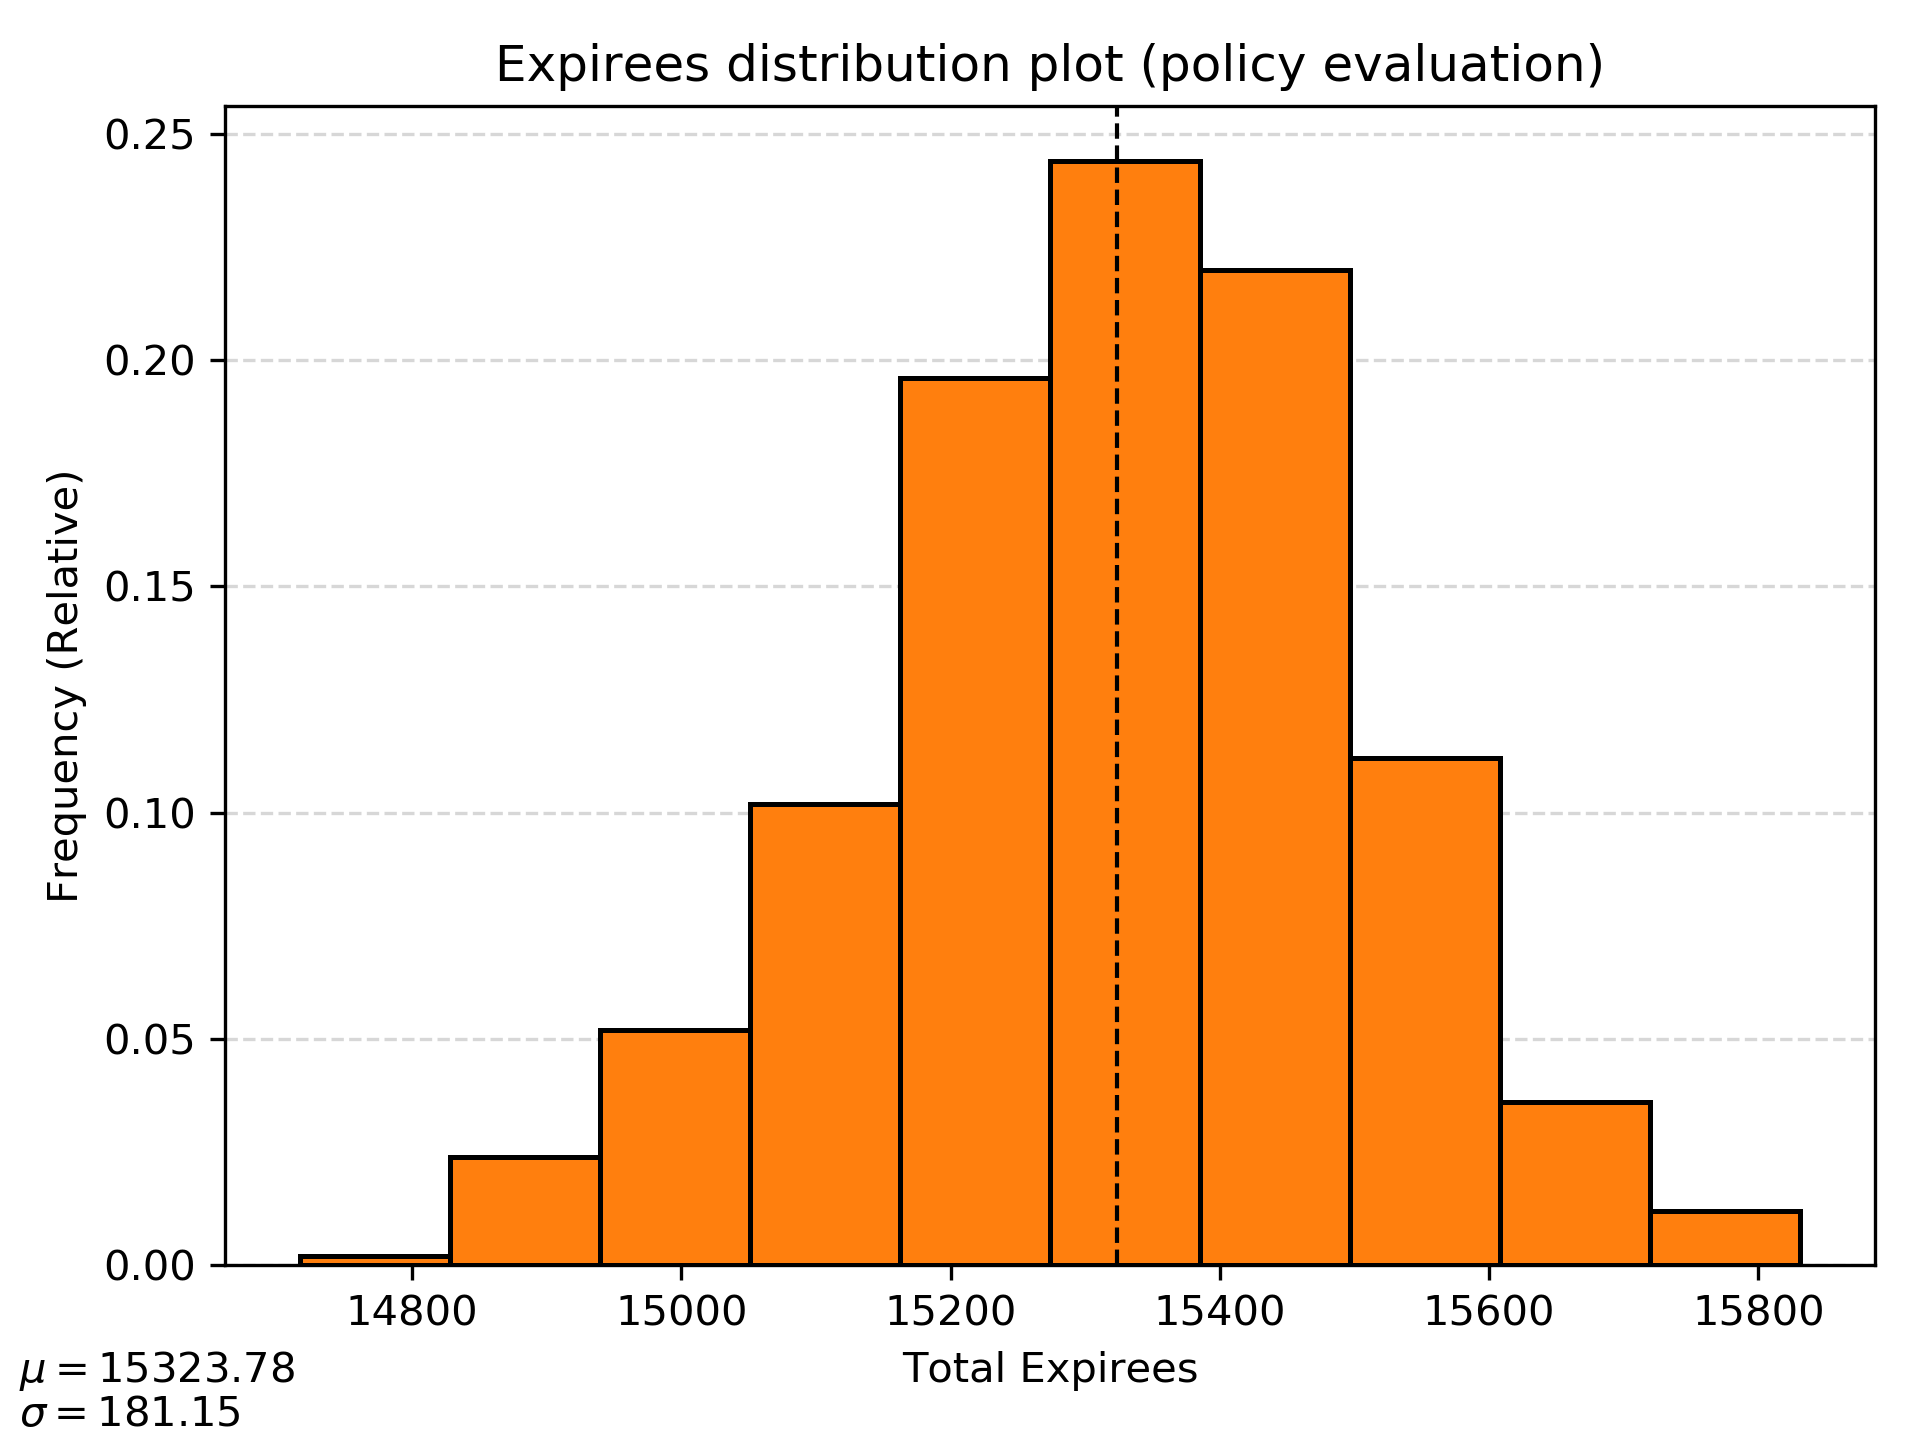 Expirees distribution plot (policy evaluation)
Frequency (Relative)
0.25
0.20
0.15
0.10
0.05
0.00
14800 15000 15200 15400 15600 15800
Total Expirees
μ = 15323.78
σ = 181.15